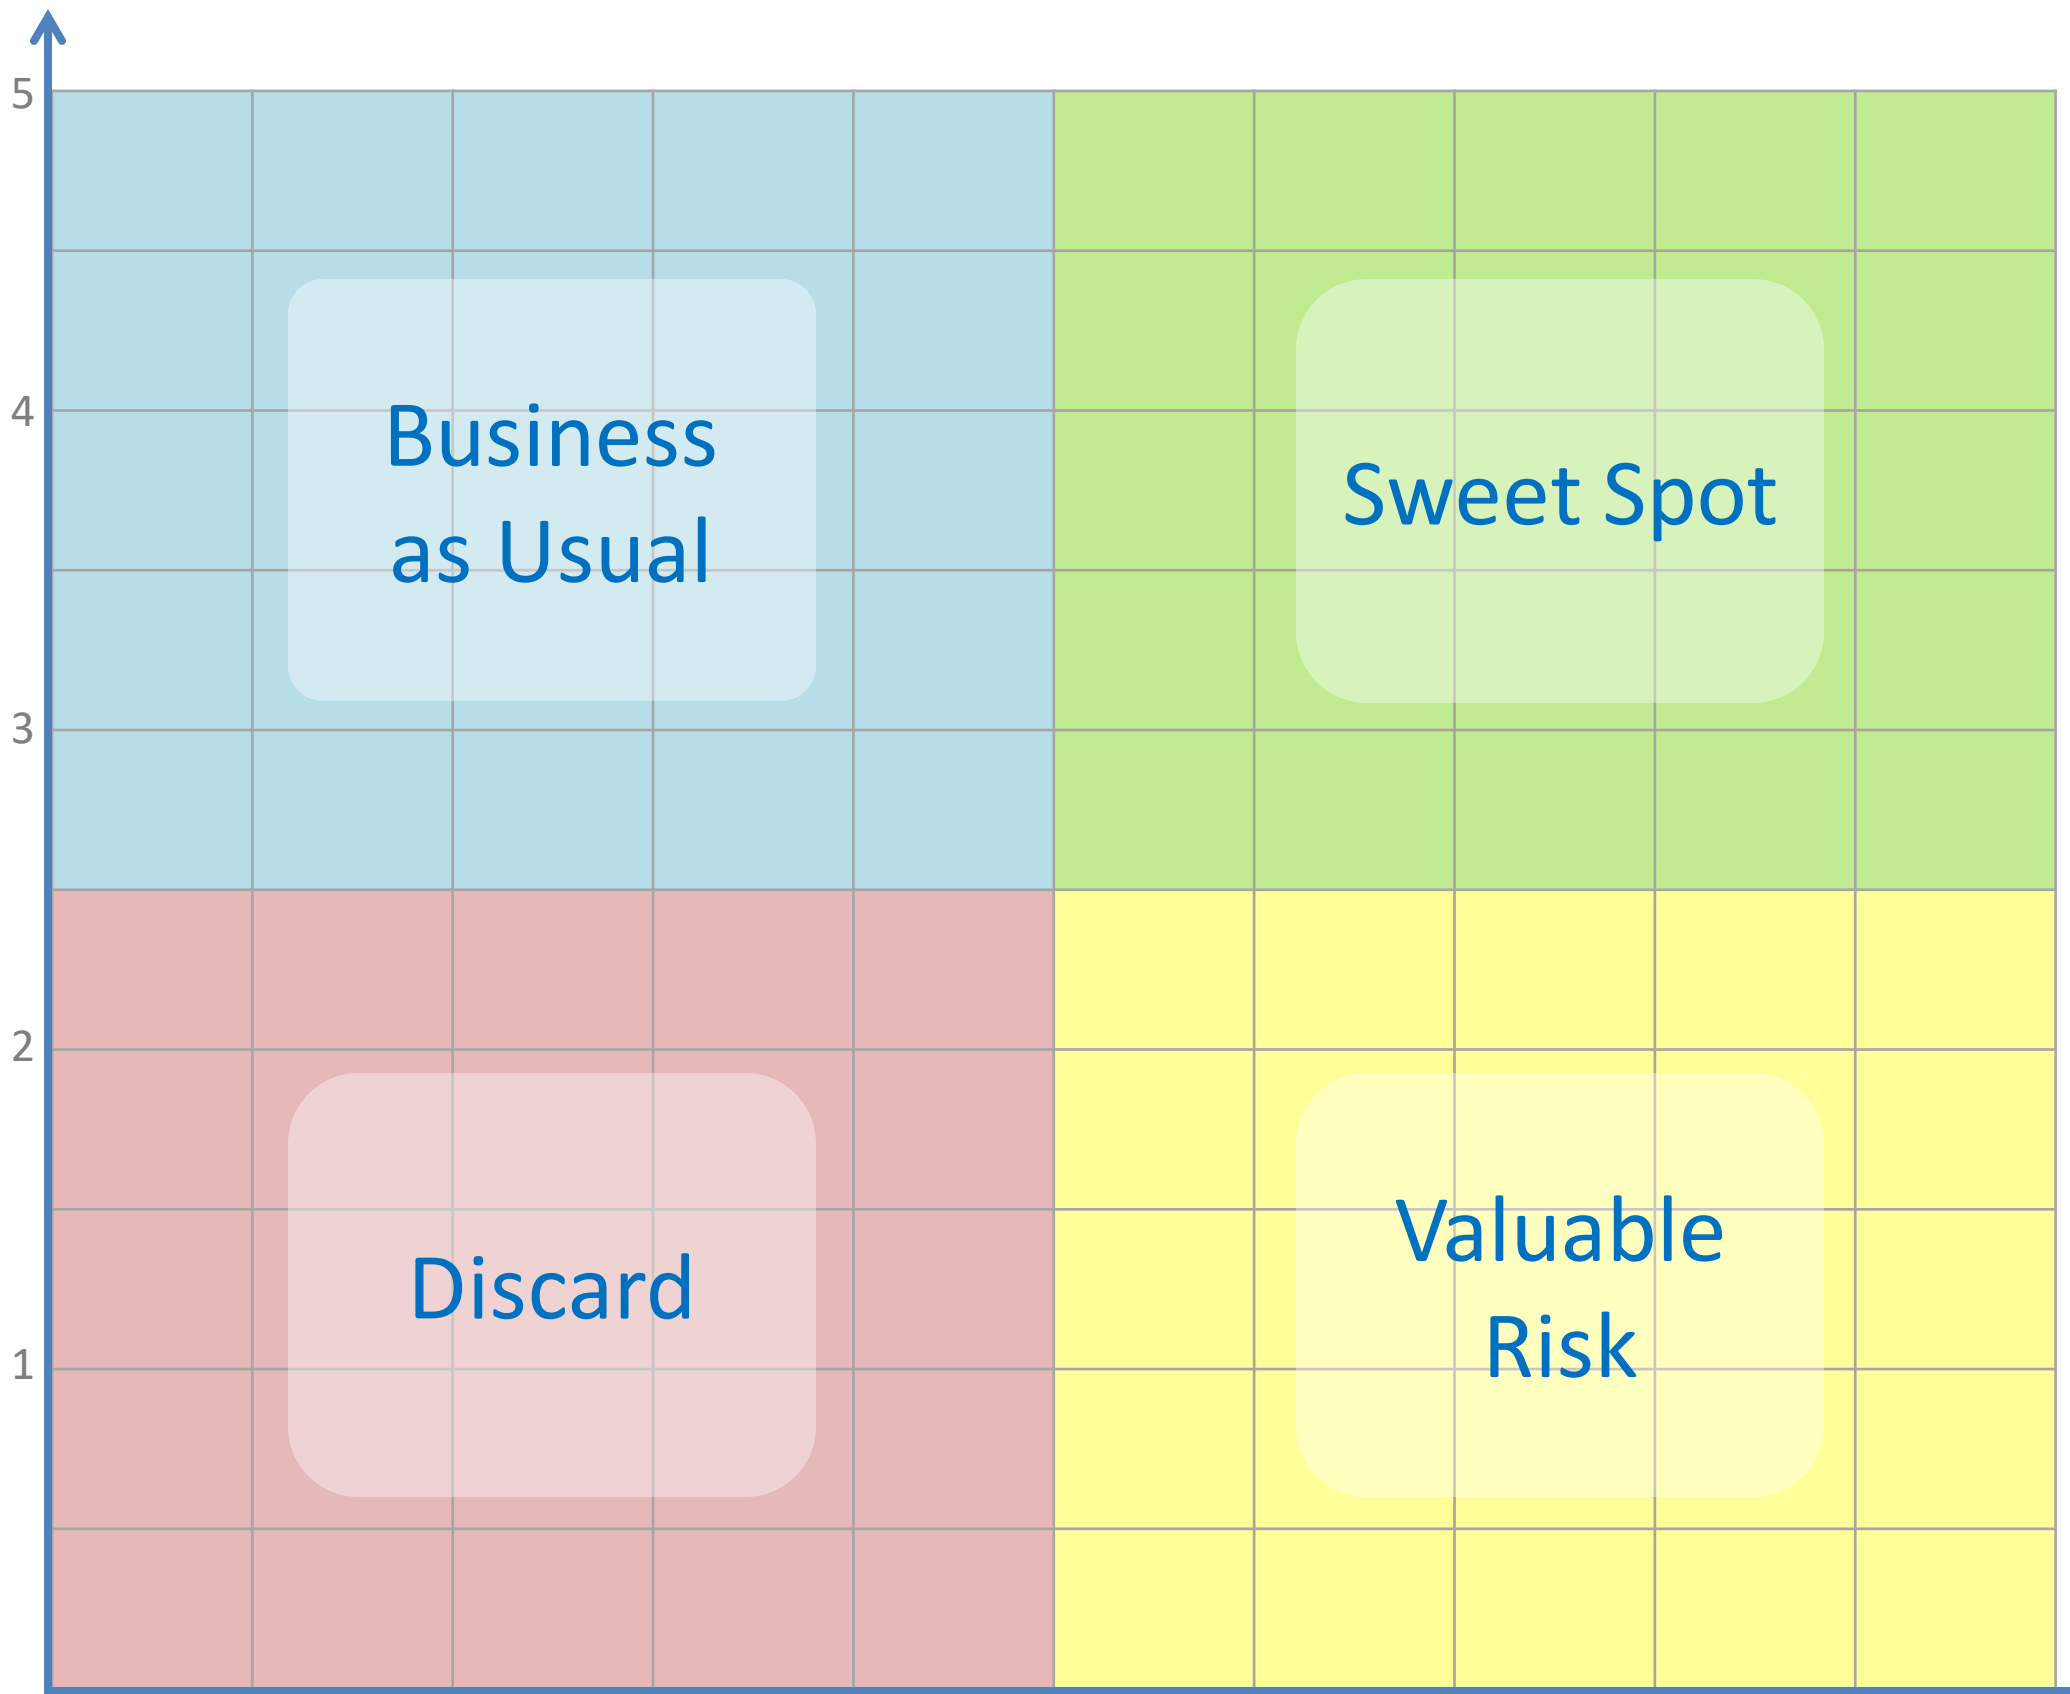 5
Business
as Usual
Sweet Spot
4
3
2
Discard
Valuable
Risk
1